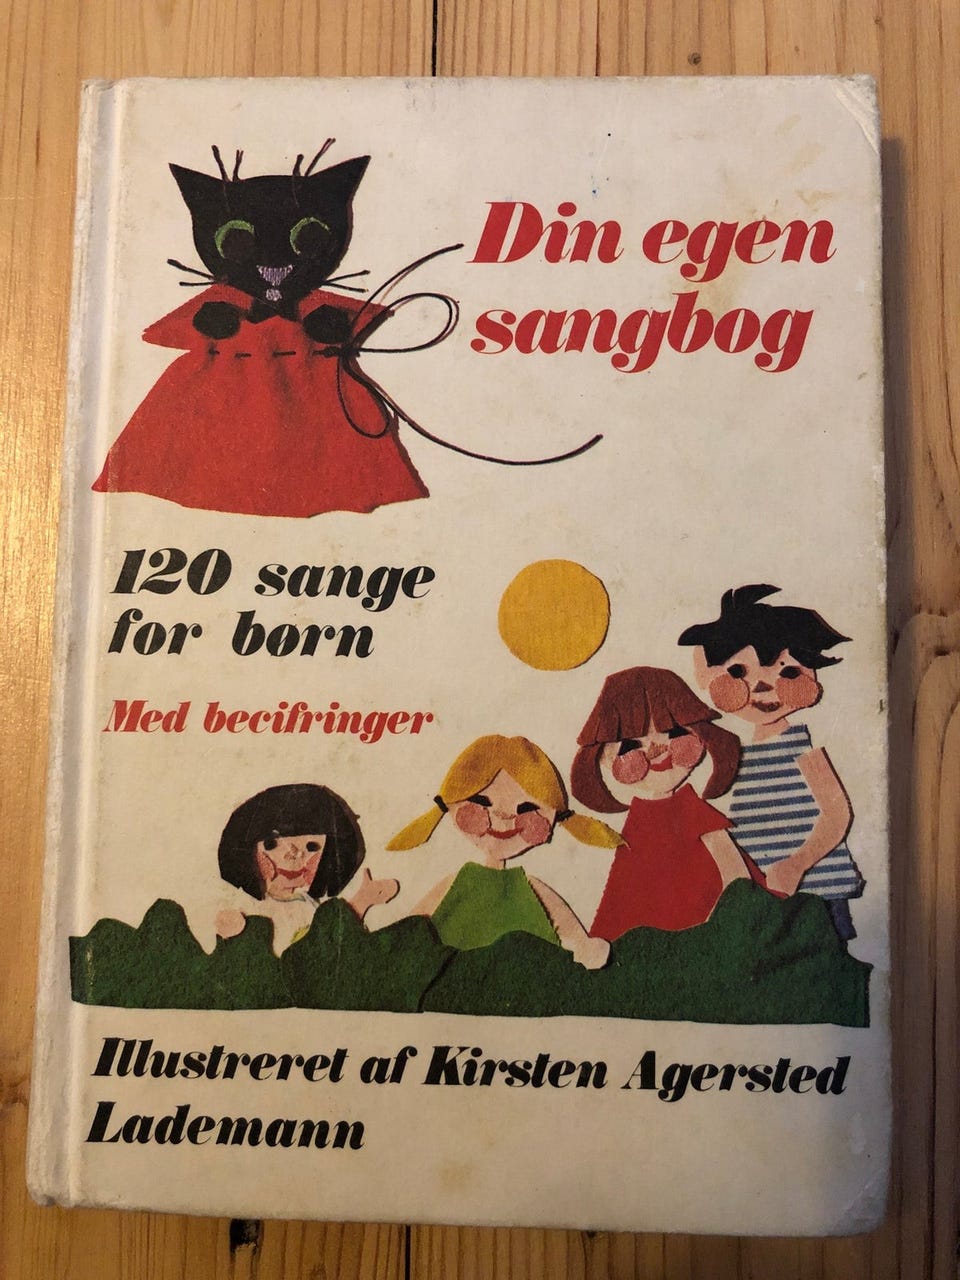 Din egen
sangbog
120 sange
for børn
Med becifringer
Illustreret af Kirsten Agersted
Lademann